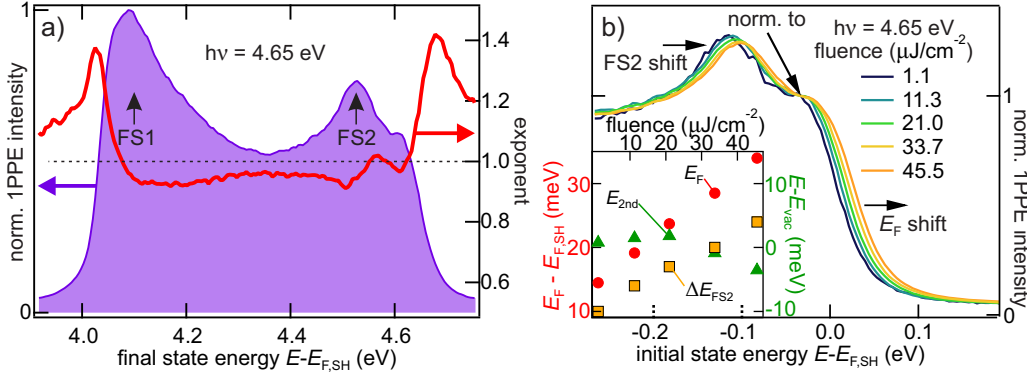 a)
hν = 4.65 eV
FS1
FS2
norm. 1PPE intensity
1
0
exponent
1.4
1.2
1.0
0.8
0.6
4.0
4.2
4.4
4.6
final state energy E-E_F,SH (eV)
b)
norm. to
FS2 shift
hν = 4.65 eV
fluence (μJ/cm⁻²)
1.1
11.3
21.0
33.7
45.5
E_F shift
norm. 1PPE intensity
1
0
fluence (μJ/cm⁻²)
0
20
40
E_F - E_F,SH (meV)
30
20
10
E_F
E_2nd
ΔE_FS2
E-E_vac (meV)
10
0
-10
-0.2
-0.1
0.0
0.1
initial state energy E-E_F,SH (eV)